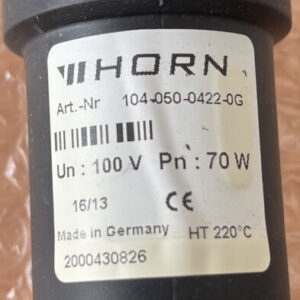 HORN
Art.-Nr 104-050-0422-0G
Un : 100 V Pn : 70 W
16/13 CE
Made in Germany HT 220°C
2000430826